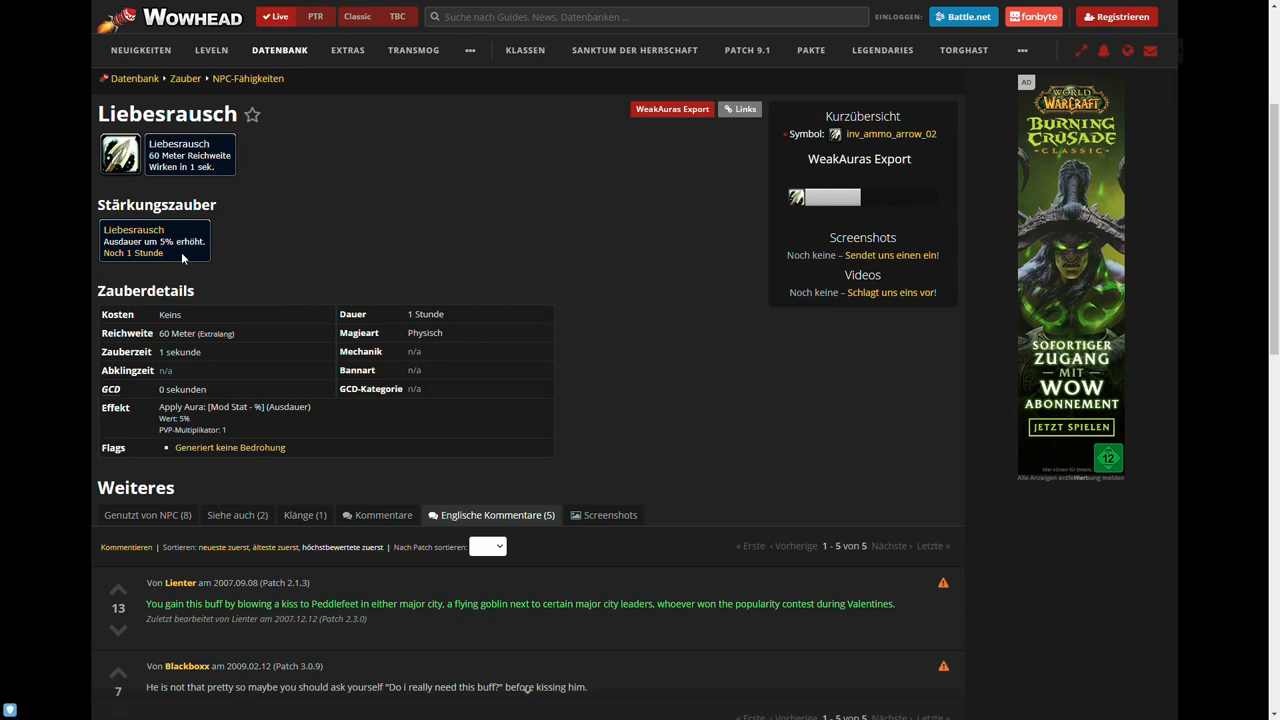 WOWHEAD
Live PTR Classic TBC
Suche nach Guides, News, Datenbanken ...
EINLOGGEN: Battle.net fanbyte Registrieren
NEUIGKEITEN LEVELN DATENBANK EXTRAS TRANSMOG ••• KLASSEN SANKTUM DER HERRSCHAFT PATCH 9.1 PAKTE LEGENDARIES TORGHAST •••
Datenbank Zauber NPC-Fähigkeiten
Liebesrausch
WeakAuras Export Links
Liebesrausch
60 Meter Reichweite
Wirken in 1 sek.
Stärkungszauber
Liebesrausch
Ausdauer um 5% erhöht.
Noch 1 Stunde
Zauberdetails
Kosten Keins Dauer 1 Stunde
Reichweite 60 Meter (Extralang) Magieart Physisch
Zauberzeit 1 sekunde Mechanik n/a
Abklingzeit n/a Bannart n/a
GCD 0 sekunden GCD-Kategorie n/a
Effekt Apply Aura: [Mod Stat - %] (Ausdauer)
Wert: 5%
PVP-Multiplikator: 1
Flags Generiert keine Bedrohung
Kurzübersicht
Symbol: inv_ammo_arrow_02
WeakAuras Export
Screenshots
Noch keine – Sendet uns einen ein!
Videos
Noch keine – Schlagt uns eins vor!
AD
WORLD
WARCRAFT
BURNING
CRUSADE
CLASSIC
SOFORTIGER
ZUGANG
MIT
WOW
ABONNEMENT
JETZT SPIELEN
12
Hier klicken für Details.
Weiteres
Genutzt von NPC (8) Siehe auch (2) Klänge (1) Kommentare Englische Kommentare (5) Screenshots
Kommentieren | Sortieren: neueste zuerst, älteste zuerst, höchstbewertete zuerst | Nach Patch sortieren:
« Erste ‹ Vorherige 1 - 5 von 5 Nächste › Letzte »
Von Lienter am 2007.09.08 (Patch 2.1.3)
13
You gain this buff by blowing a kiss to Peddlefeet in either major city, a flying goblin next to certain major city leaders, whoever won the popularity contest during Valentines.
Zuletzt bearbeitet von Lienter am 2007.12.12 (Patch 2.3.0)
Von Blackboxx am 2009.02.12 (Patch 3.0.9)
7
He is not that pretty so maybe you should ask yourself "Do i really need this buff?" before kissing him.
« Erste ‹ Vorherige 1 - 5 von 5 Nächste › Letzte »